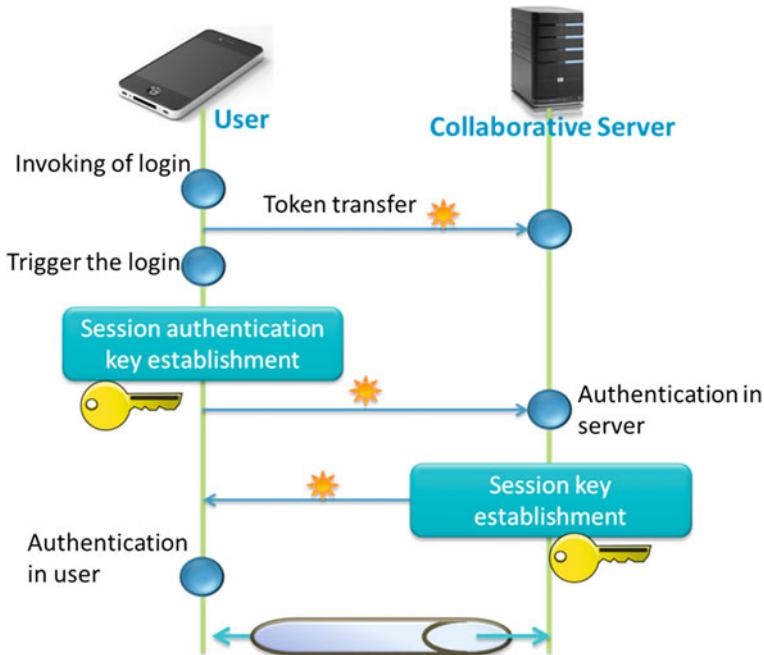 User
Collaborative Server
Invoking of login
Token transfer
Trigger the login
Session authentication
key establishment
Authentication in
server
Session key
establishment
Authentication
in user